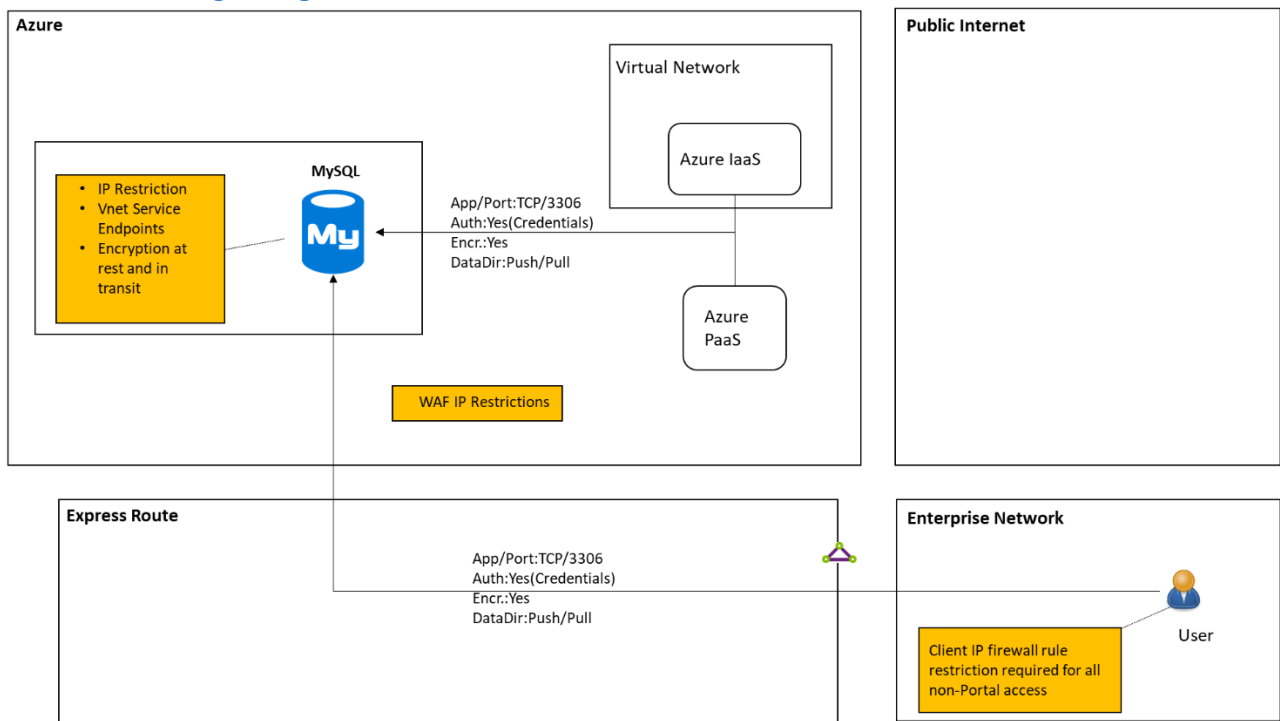 Azure
Public Internet
Virtual Network
Azure IaaS
MySQL
My
• IP Restriction
• Vnet Service
Endpoints
• Encryption at
rest and in
transit
App/Port:TCP/3306
Auth:Yes(Credentials)
Encr.:Yes
DataDir:Push/Pull
Azure
PaaS
WAF IP Restrictions
Express Route
Enterprise Network
App/Port:TCP/3306
Auth:Yes(Credentials)
Encr.:Yes
DataDir:Push/Pull
User
Client IP firewall rule
restriction required for all
non-Portal access